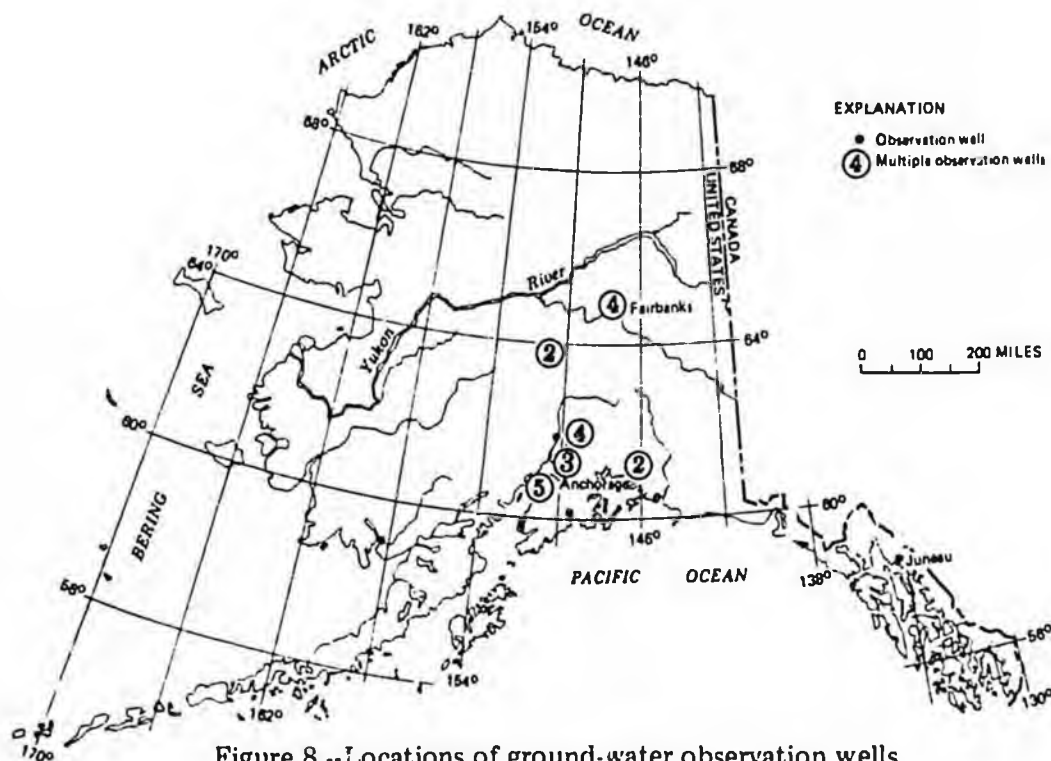 ARCTIC OCEAN
162° 154° 146°
EXPLANATION
Observation well
④ Multiple observation wells
68° 68°
CANADA
UNITED STATES
170°
64°
River
④ Fairbanks
Yukon
② 64°
0 100 200 MILES
SEA
60°
④
③ ②
⑤ Anchorage
BERING
60°
146°
Juneau
PACIFIC OCEAN
138°
56°
154°
162°
130°
170°
Figure 8.--Locations of ground-water observation wells